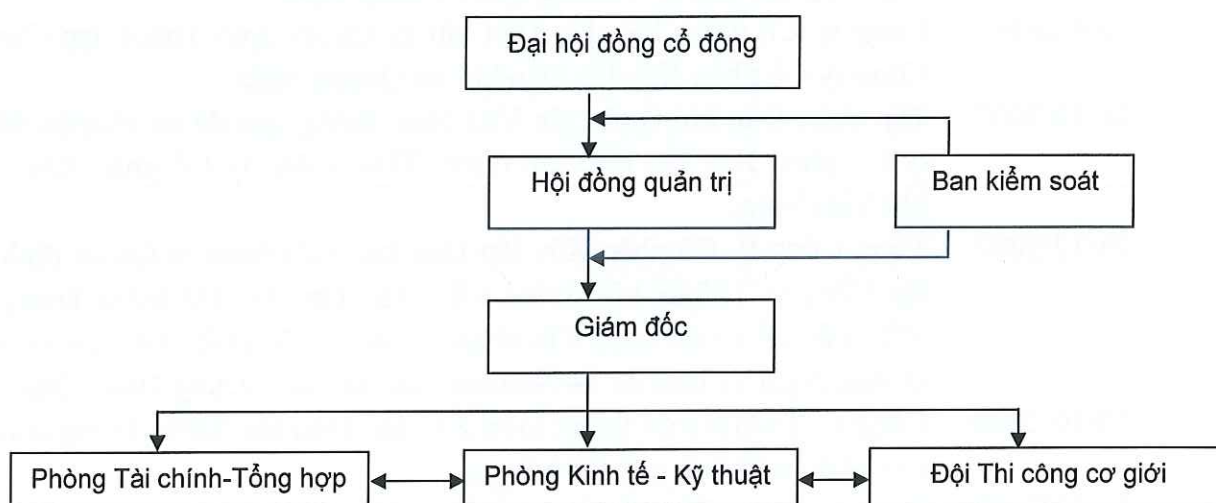 Đại hội đồng cổ đông
Hội đồng quản trị
Ban kiểm soát
Giám đốc
Phòng Tài chính-Tổng hợp
Phòng Kinh tế - Kỹ thuật
Đội Thi công cơ giới